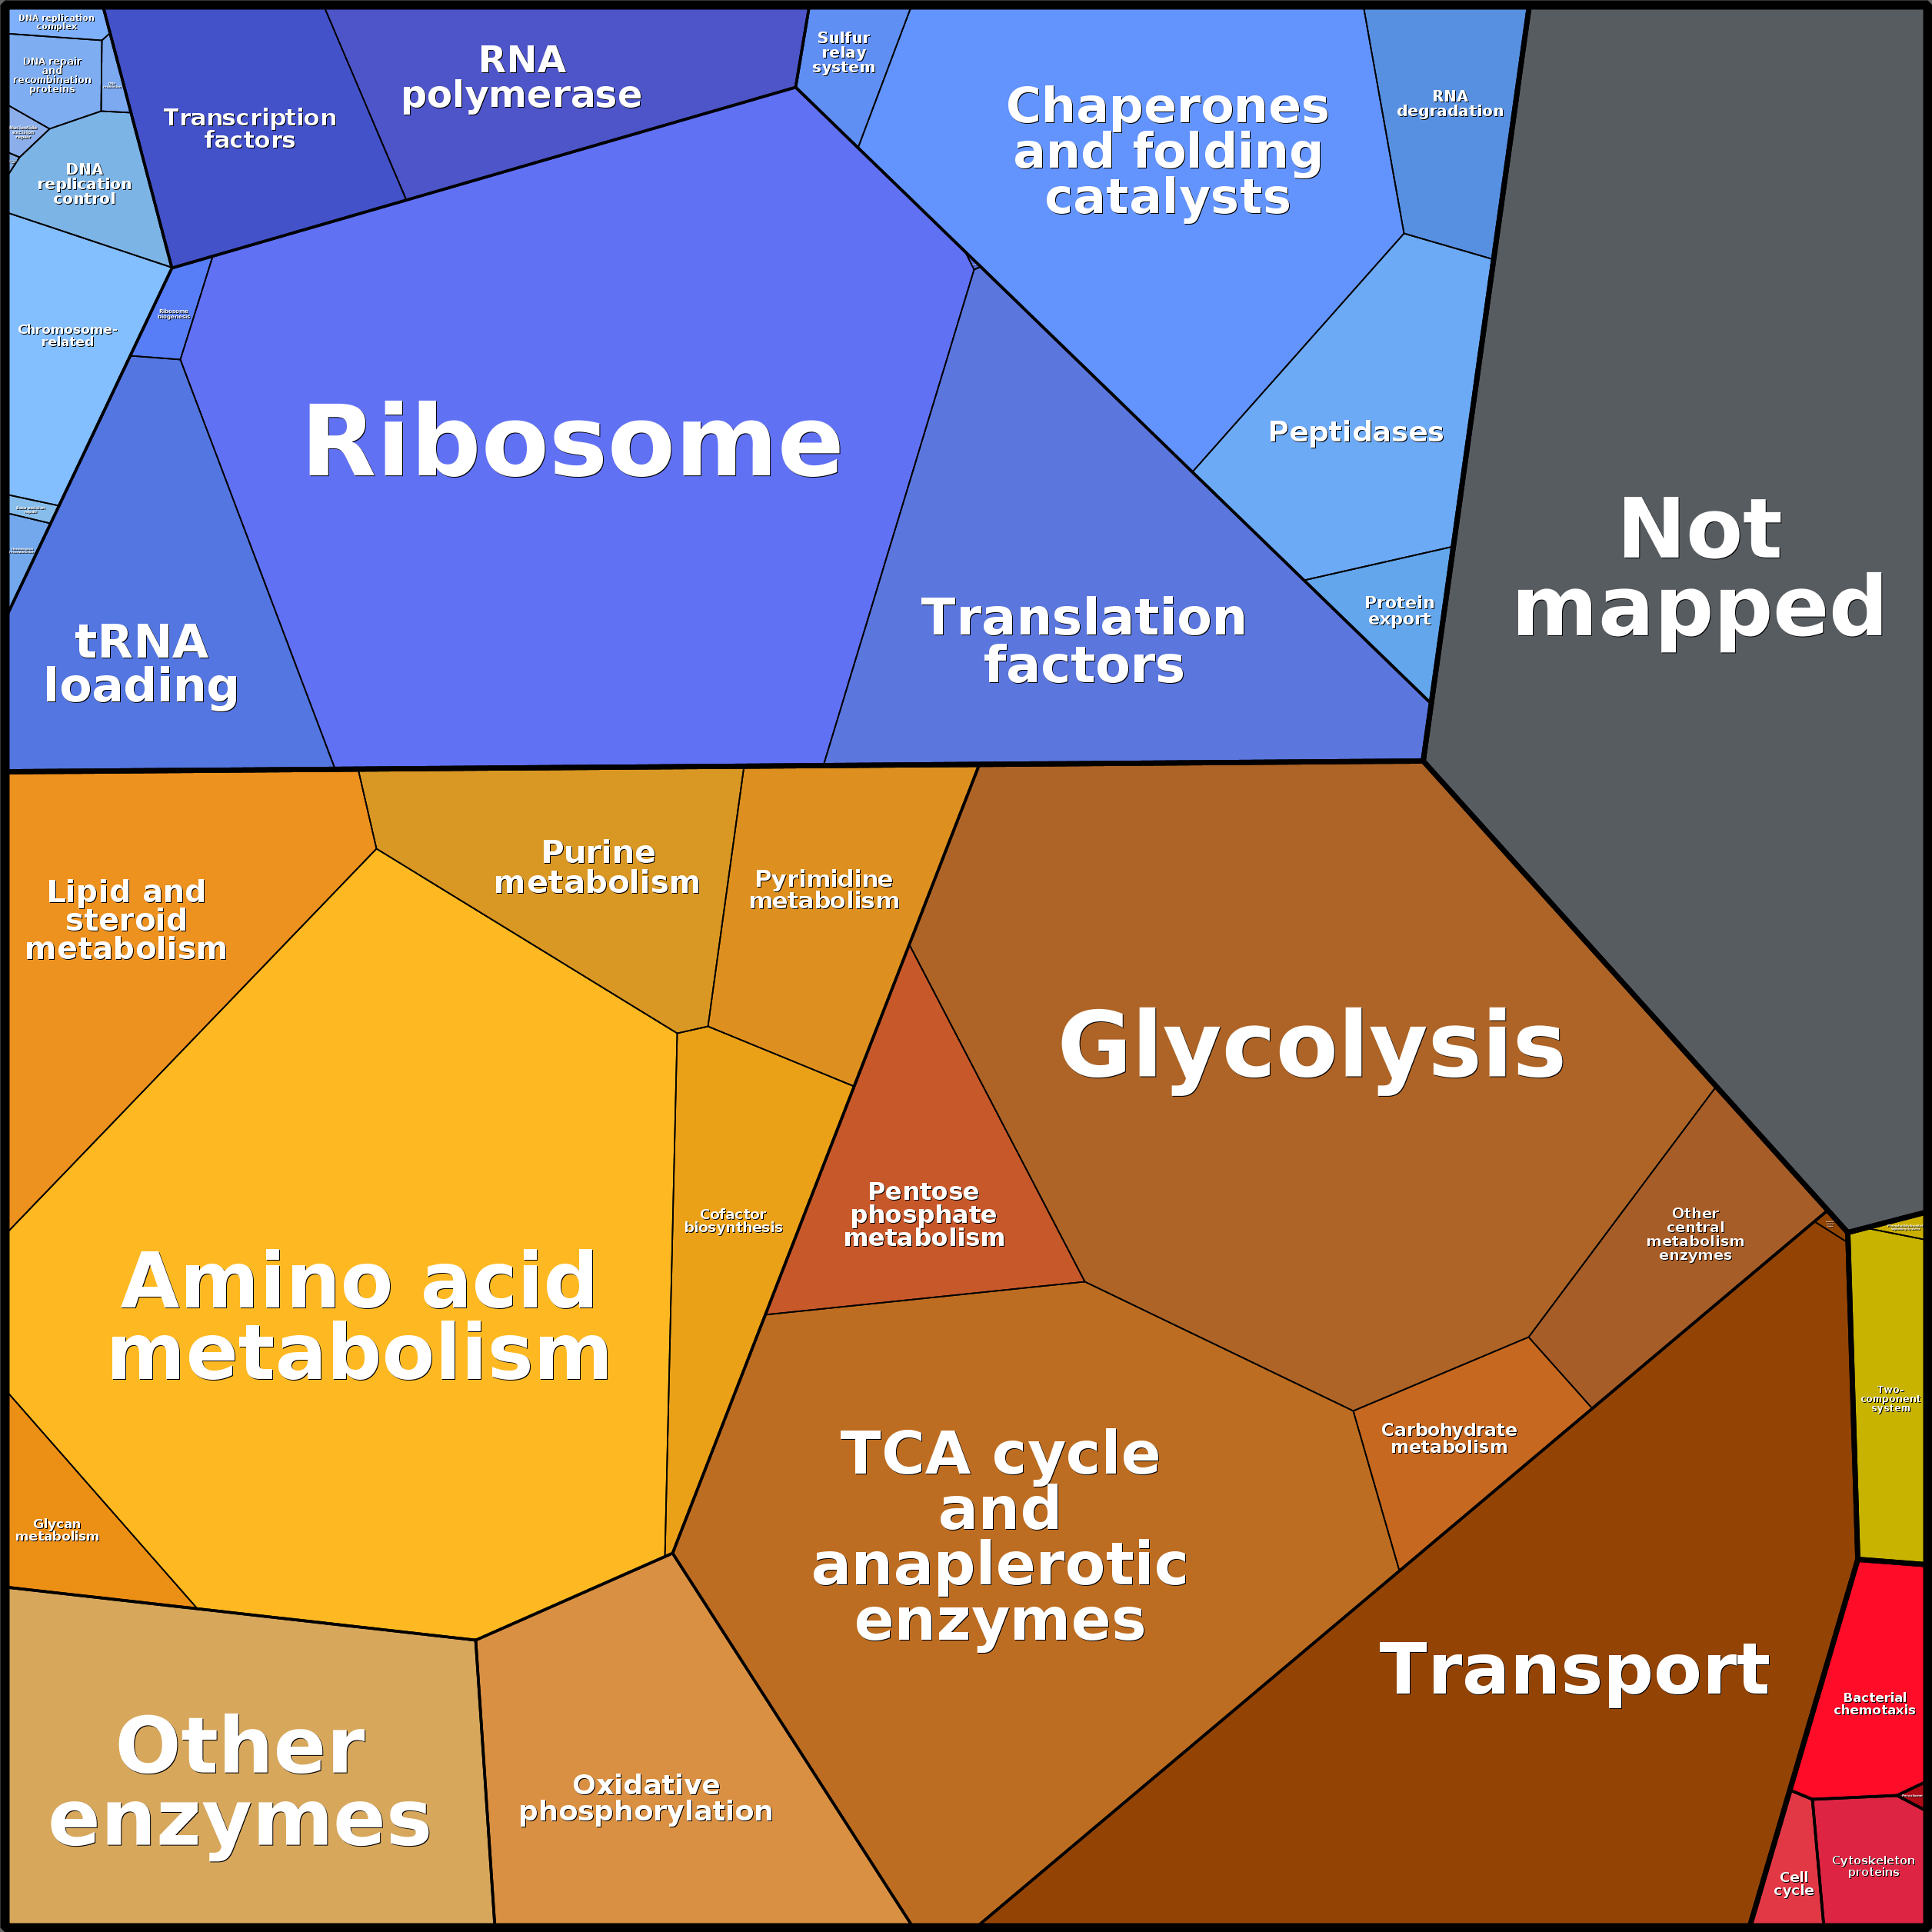 DNA replication
complex
DNA repair
and
recombination
proteins
DNA
replication
control
Chromosome-
related
Transcription
factors
RNA
polymerase
Sulfur
relay
system
Chaperones
and folding
catalysts
RNA
degradation
Ribosome
biogenesis
Ribosome
Peptidases
Protein
export
Not
mapped
tRNA
loading
Translation
factors
Lipid and
steroid
metabolism
Purine
metabolism
Pyrimidine
metabolism
Glycolysis
Pentose
phosphate
metabolism
Cofactor
biosynthesis
Other
central
metabolism
enzymes
Amino acid
metabolism
Two-
component
system
Carbohydrate
metabolism
TCA cycle
and
anaplerotic
enzymes
Glycan
metabolism
Transport
Bacterial
chemotaxis
Other
enzymes
Oxidative
phosphorylation
Cell
cycle
Cytoskeleton
proteins